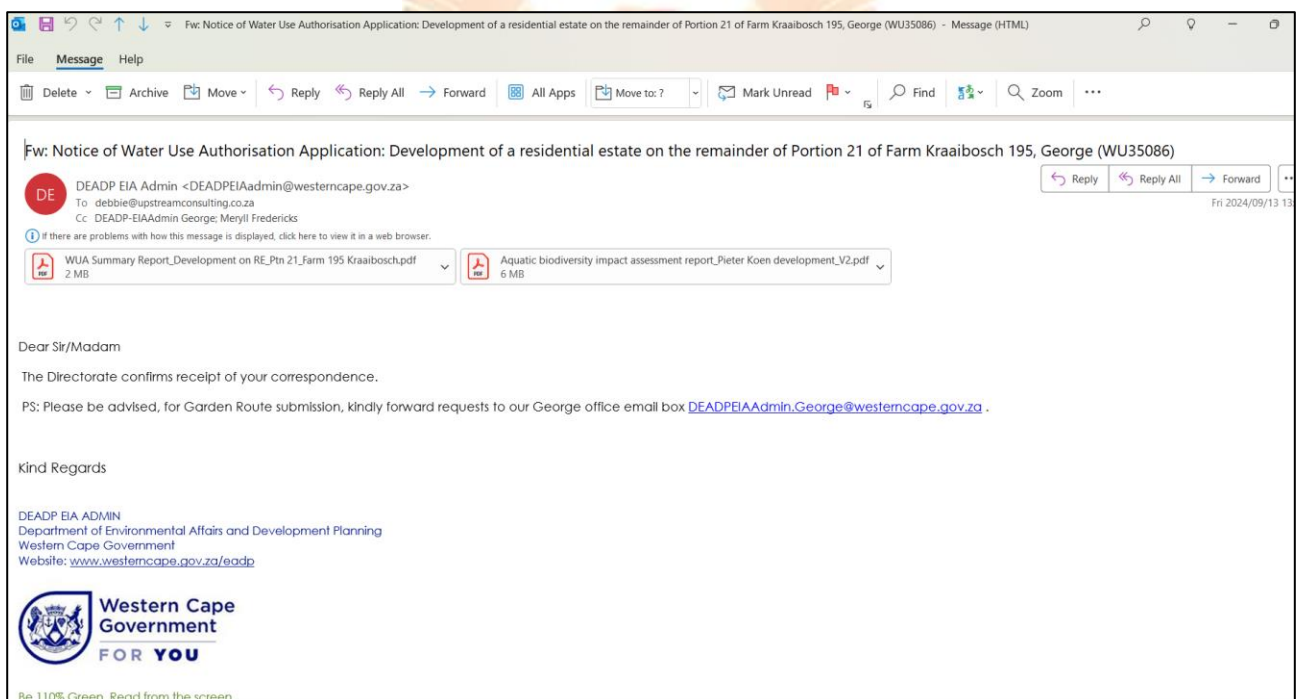 Fw: Notice of Water Use Authorisation Application: Development of a residential estate on the remainder of Portion 21 of Farm Kraaibosch 195, George (WU35086) - Message (HTML)
File Message Help
Delete Archive Move Reply Reply All Forward All Apps Move to: ? Mark Unread Find Zoom ...
Fw: Notice of Water Use Authorisation Application: Development of a residential estate on the remainder of Portion 21 of Farm Kraaibosch 195, George (WU35086)
DE
DEADP EIA Admin <DEADPEIAadmin@westerncape.gov.za>
To debbie@upstreamconsulting.co.za
Cc DEADP-EIAAdmin George; Meryll Fredericks
Reply Reply All Forward
Fri 2024/09/13 13:
If there are problems with how this message is displayed, click here to view it in a web browser.
WUA Summary Report_Development on RE_Ptn 21_Farm 195 Kraaibosch.pdf
2 MB
Aquatic biodiversity impact assessment report_Pieter Koen development_V2.pdf
6 MB
Dear Sir/Madam
The Directorate confirms receipt of your correspondence.
PS: Please be advised, for Garden Route submission, kindly forward requests to our George office email box DEADPEIAAdmin.George@westerncape.gov.za .
Kind Regards
DEADP EIA ADMIN
Department of Environmental Affairs and Development Planning
Western Cape Government
Website: www.westerncape.gov.za/eadp
Western Cape
Government
FOR YOU
Be 110% Green. Read from the screen.